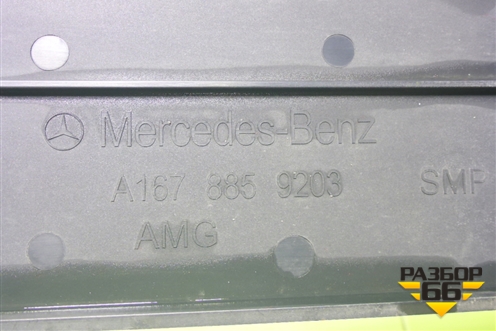 Mercedes-Benz
A167 885 9203
SMP
AMG
РАЗБОР
66